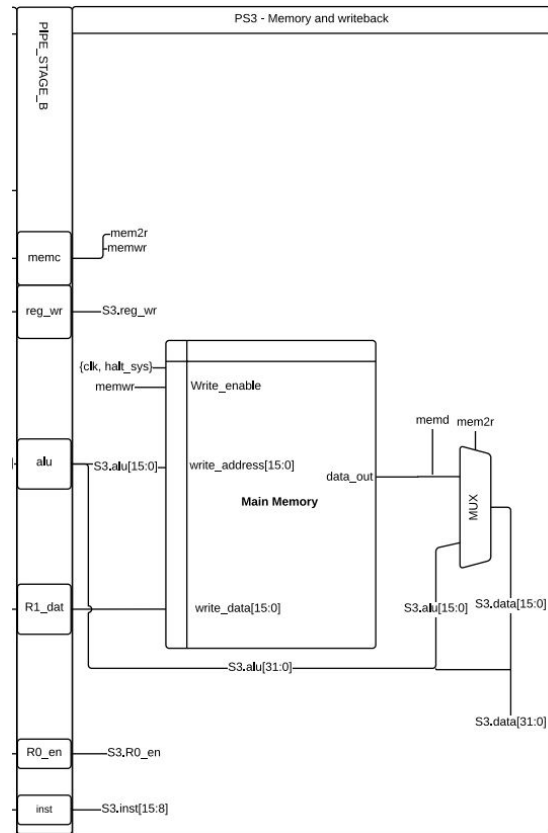 PS3 - Memory and writeback
PIPE_STAGE_B
mem2r
memwr
memc
reg_wr
S3.reg_wr
{clk, halt_sys}
memwr
Write_enable
memd
mem2r
alu
S3.alu[15:0]
write_address[15:0]
data_out
Main Memory
MUX
R1_dat
write_data[15:0]
S3.alu[15:0]
S3.data[15:0]
S3.alu[31:0]
S3.data[31:0]
R0_en
S3.R0_en
inst
S3.inst[15:8]